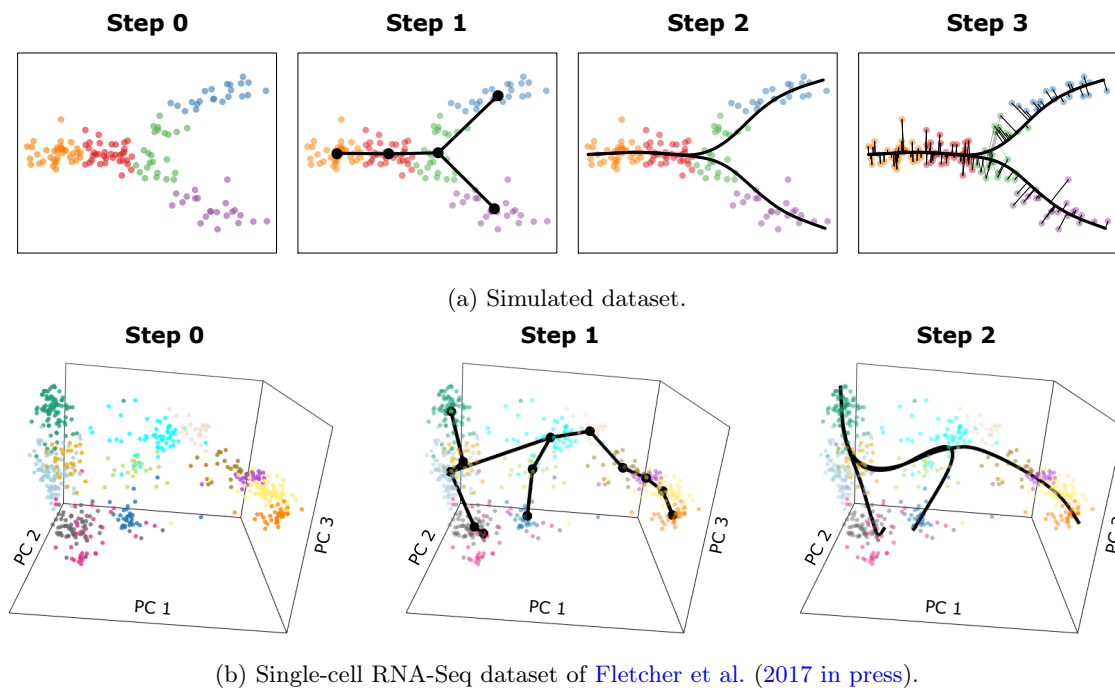 Step 0 Step 1 Step 2 Step 3
(a) Simulated dataset.
Step 0 Step 1 Step 2
PC 2 PC 1 PC 3 PC 2 PC 1 PC 3 PC 2 PC 1 PC 3
(b) Single-cell RNA-Seq dataset of Fletcher et al. (2017 in press).